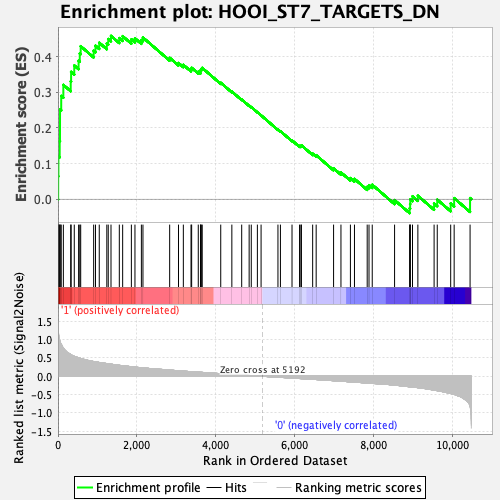 Enrichment plot: HOOI_ST7_TARGETS_DN
Enrichment score (ES)
0.4
0.3
0.2
0.1
0.0
'1' (positively correlated)
'0' (negatively correlated)
Zero cross at 5192
Ranked list metric (Signal2Noise)
1.5
1.0
0.5
0.0
-0.5
-1.0
-1.5
0
2,000
4,000
6,000
8,000
10,000
Rank in Ordered Dataset
Enrichment profile
Hits
Ranking metric scores